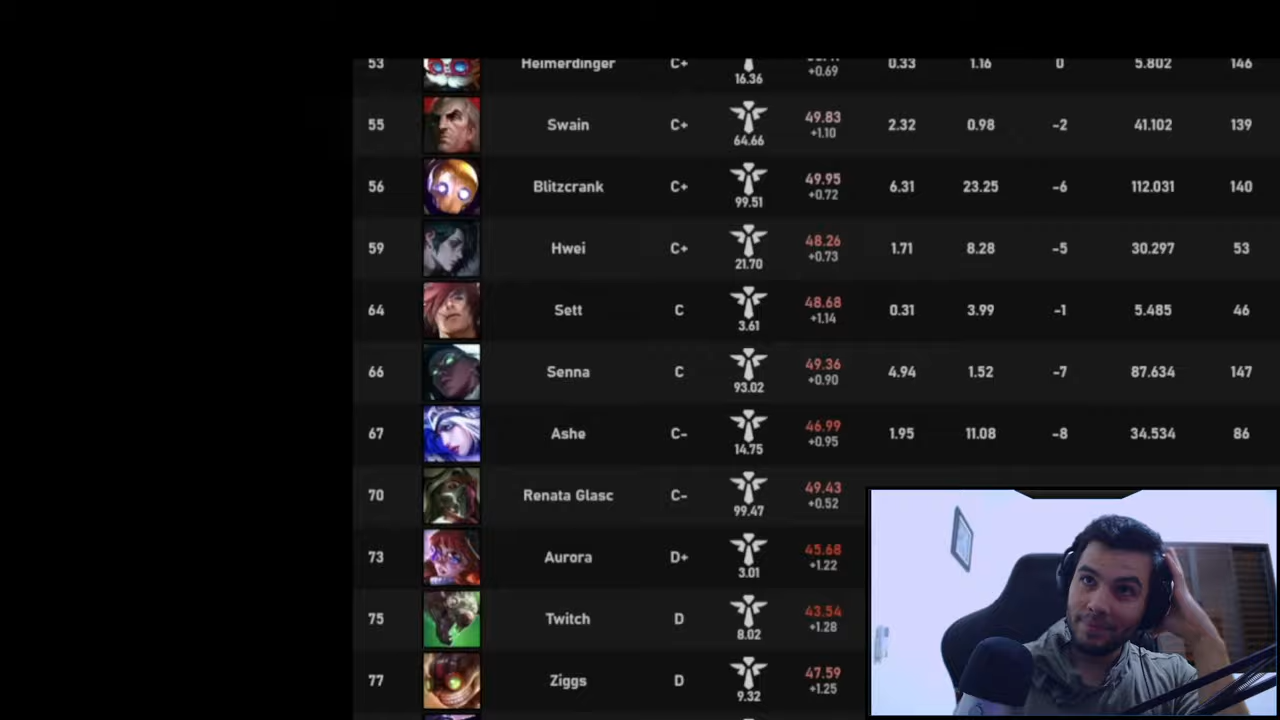 53 Heimerdinger C+ 16.36 +0.69 0.33 1.16 0 5.802 146
55 Swain C+ 64.66 49.83 +1.10 2.32 0.98 -2 41.102 139
56 Blitzcrank C+ 99.51 49.95 +0.72 6.31 23.25 -6 112.031 140
59 Hwei C+ 21.70 48.26 +0.73 1.71 8.28 -5 30.297 53
64 Sett C 3.61 48.68 +1.14 0.31 3.99 -1 5.485 46
66 Senna C 93.02 49.36 +0.90 4.94 1.52 -7 87.634 147
67 Ashe C- 14.75 46.99 +0.95 1.95 11.08 -8 34.534 86
70 Renata Glasc C- 99.47 49.43 +0.52
73 Aurora D+ 3.01 45.68 +1.22
75 Twitch D 8.02 43.54 +1.28
77 Ziggs D 9.32 47.59 +1.25